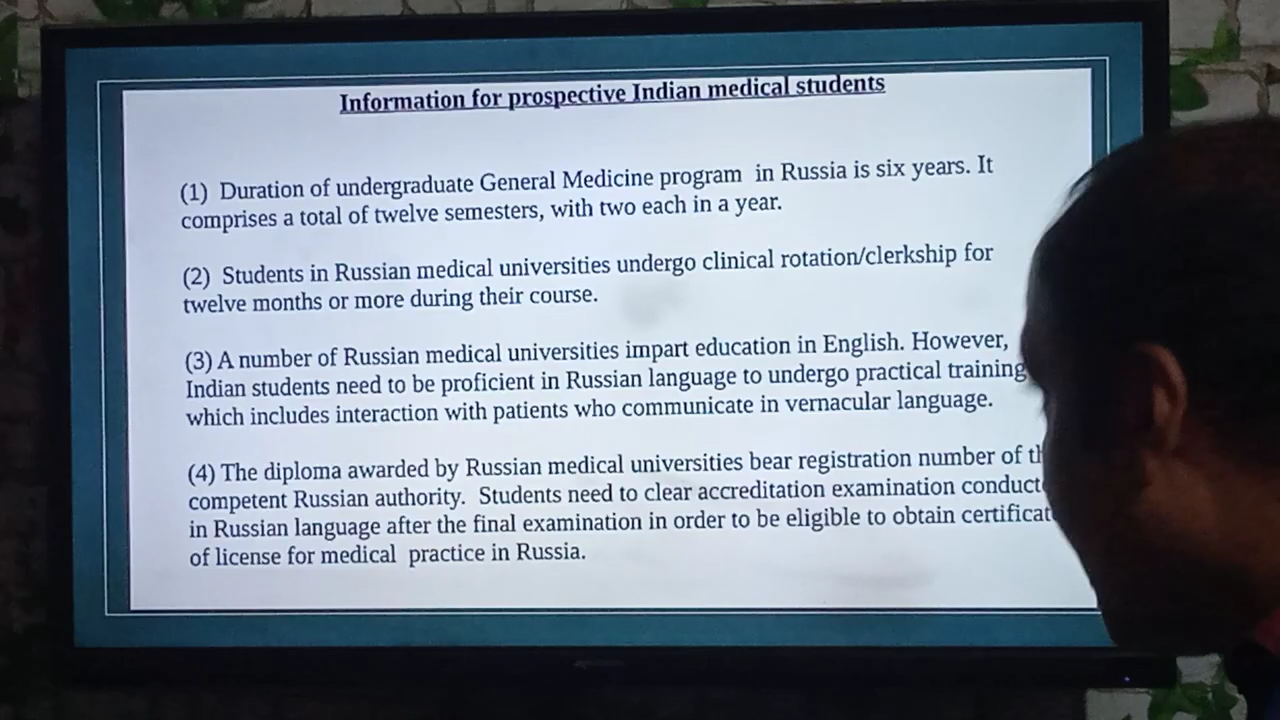 Information for prospective Indian medical students
(1) Duration of undergraduate General Medicine program in Russia is six years. It
comprises a total of twelve semesters, with two each in a year.
(2) Students in Russian medical universities undergo clinical rotation/clerkship for
twelve months or more during their course.
(3) A number of Russian medical universities impart education in English. However,
Indian students need to be proficient in Russian language to undergo practical training
which includes interaction with patients who communicate in vernacular language.
(4) The diploma awarded by Russian medical universities bear registration number of
competent Russian authority. Students need to clear accreditation examination
in Russian language after the final examination in order to be eligible to obtain
of license for medical practice in Russia.